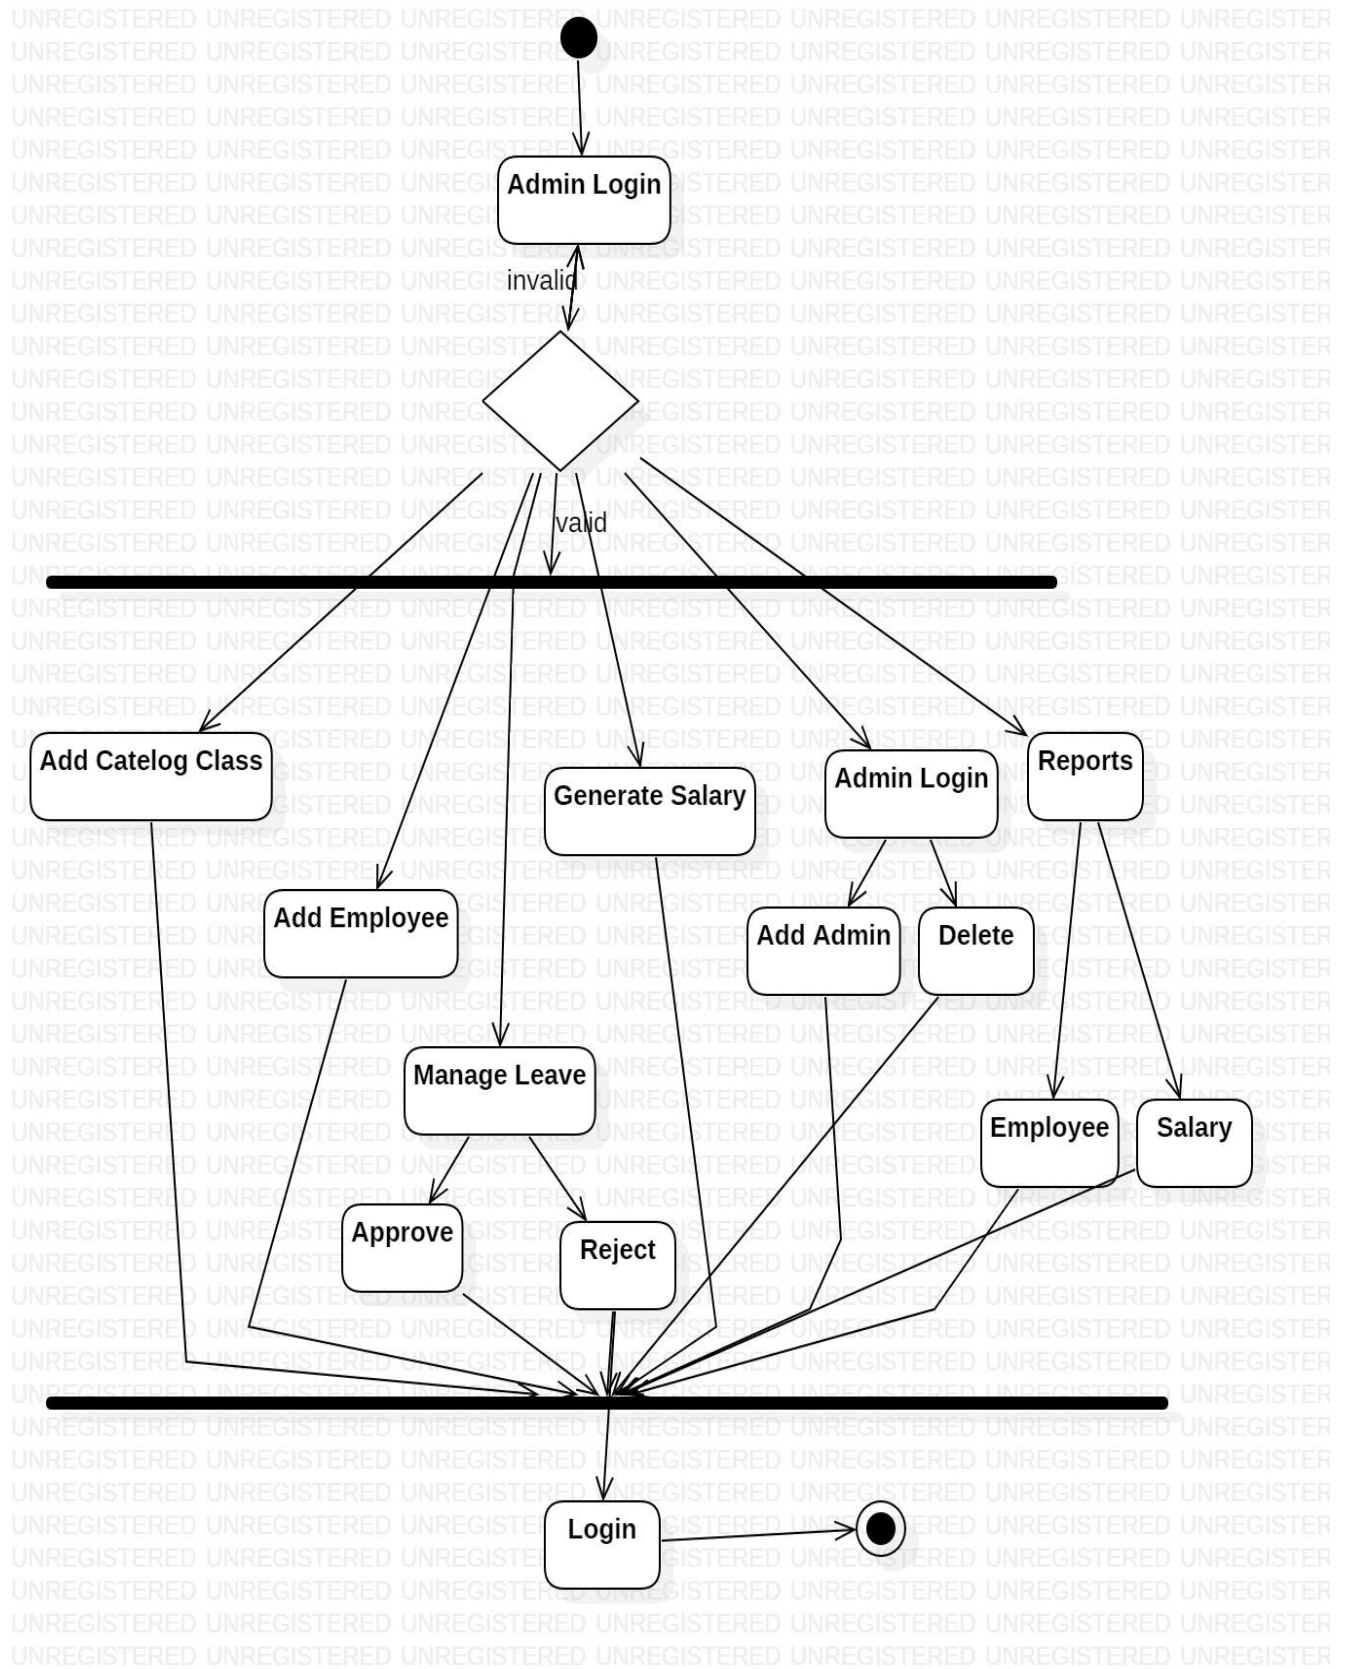 Admin Login
invalid
valid
Add Catelog Class
Generate Salary
Admin Login
Reports
Add Employee
Add Admin
Delete
Manage Leave
Employee
Salary
Approve
Reject
Login
UNREGISTERED